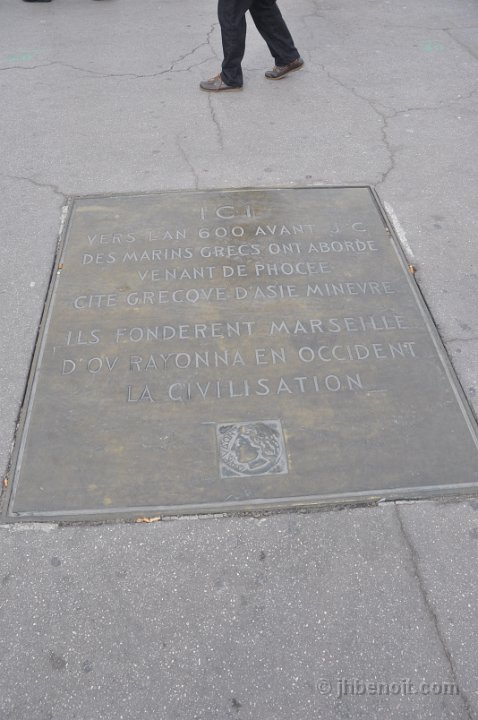 ICI
VERS L'AN 600 AVANT J.C
DES MARINS GRECS ONT ABORDÉ
VENANT DE PHOCÉE
CITÉ GRECQVE D'ASIE MINEVRE
ILS FONDÈRENT MARSEILLE
D'OV RAYONNA EN OCCIDENT
LA CIVILISATION
© jhbenoit.com